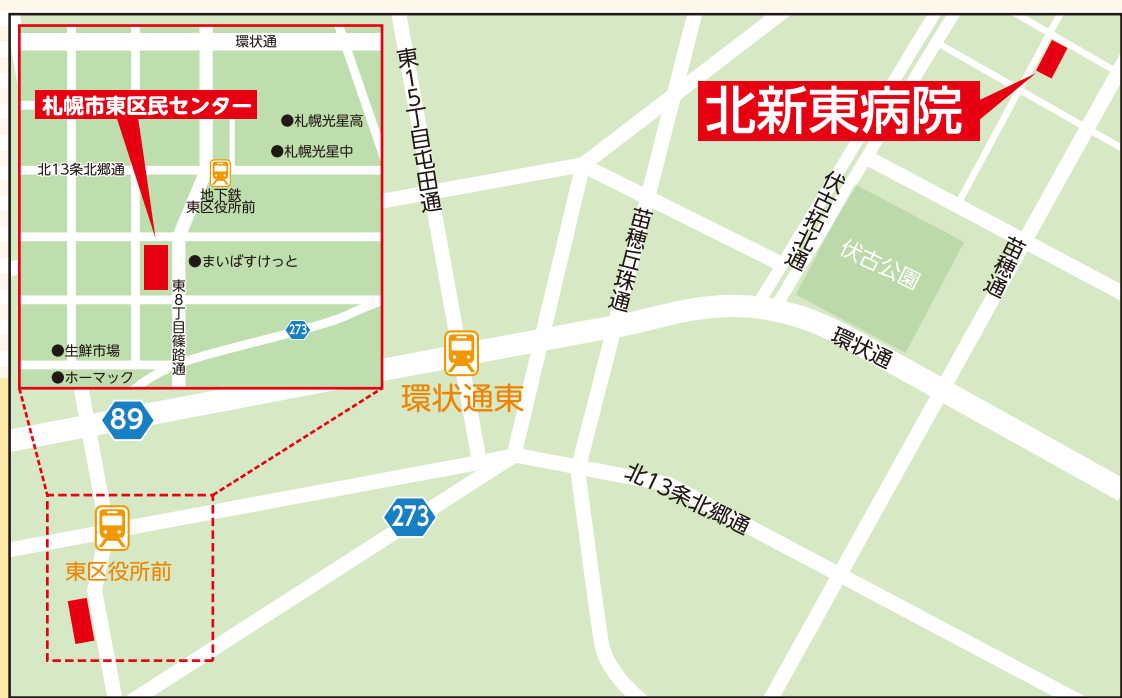 環状通
札幌市東区民センター
●札幌光星高
●札幌光星中
北13条北郷通
地下鉄
東区役所前
●まいばすけっと
東8丁目篠路通
273
●生鮮市場
●ホーマック
東15丁目屯田通
北新東病院
伏古拓北通
苗穂丘珠通
伏古公園
苗穂通
環状通
環状通東
89
北13条北郷通
273
東区役所前